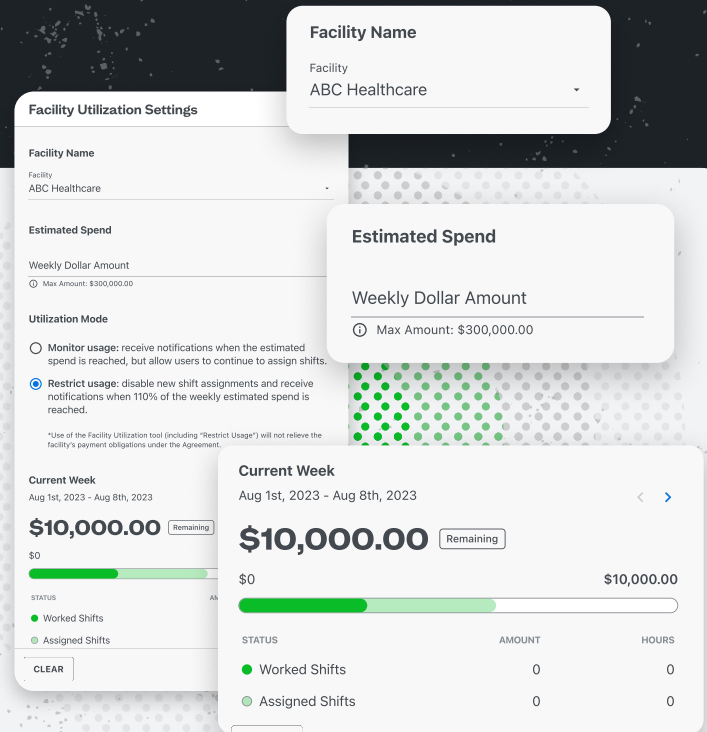 Facility Name
Facility
ABC Healthcare
Facility Utilization Settings
Facility Name
Facility
ABC Healthcare
Estimated Spend
Weekly Dollar Amount
Max Amount: $300,000.00
Utilization Mode
Monitor usage: receive notifications when the estimated
spend is reached, but allow users to continue to assign shifts.
Restrict usage: disable new shift assignments and receive
notifications when 110% of the weekly estimated spend is
reached.
*Use of the Facility Utilization tool (including “Restrict Usage”) will not relieve the
facility’s payment obligations under the Agreement.
Current Week
Aug 1st, 2023 - Aug 8th, 2023
$10,000.00 Remaining
$0
STATUS AM
Worked Shifts
Assigned Shifts
CLEAR
Estimated Spend
Weekly Dollar Amount
Max Amount: $300,000.00
Current Week
Aug 1st, 2023 - Aug 8th, 2023
$10,000.00 Remaining
$0 $10,000.00
STATUS AMOUNT HOURS
Worked Shifts 0 0
Assigned Shifts 0 0